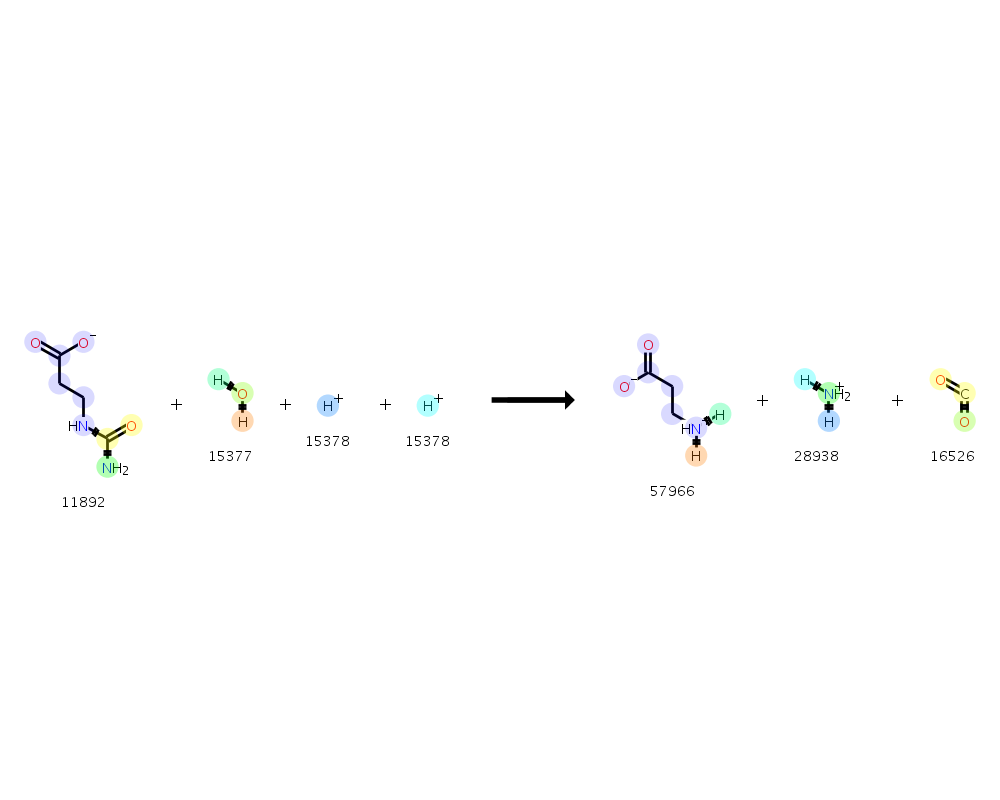 O O−
HN O
NH2
11892
+
H O H
15377
+
H+
15378
+
H+
15378
O
O−
HN H
H
57966
+
H NH2+
H
28938
+
O C
O
16526